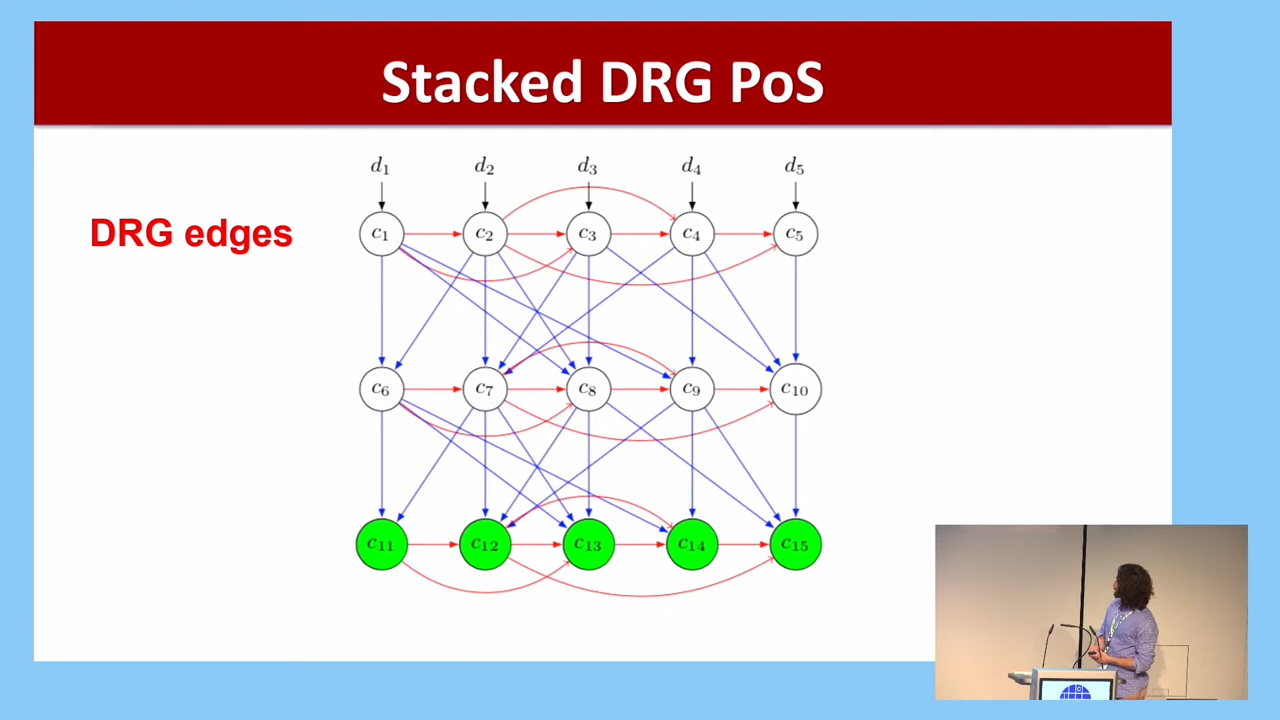 Stacked DRG PoS
d₁ d₂ d₃ d₄ d₅
DRG edges
c₁ c₂ c₃ c₄ c₅
c₆ c₇ c₈ c₉ c₁₀
c₁₁ c₁₂ c₁₃ c₁₄ c₁₅